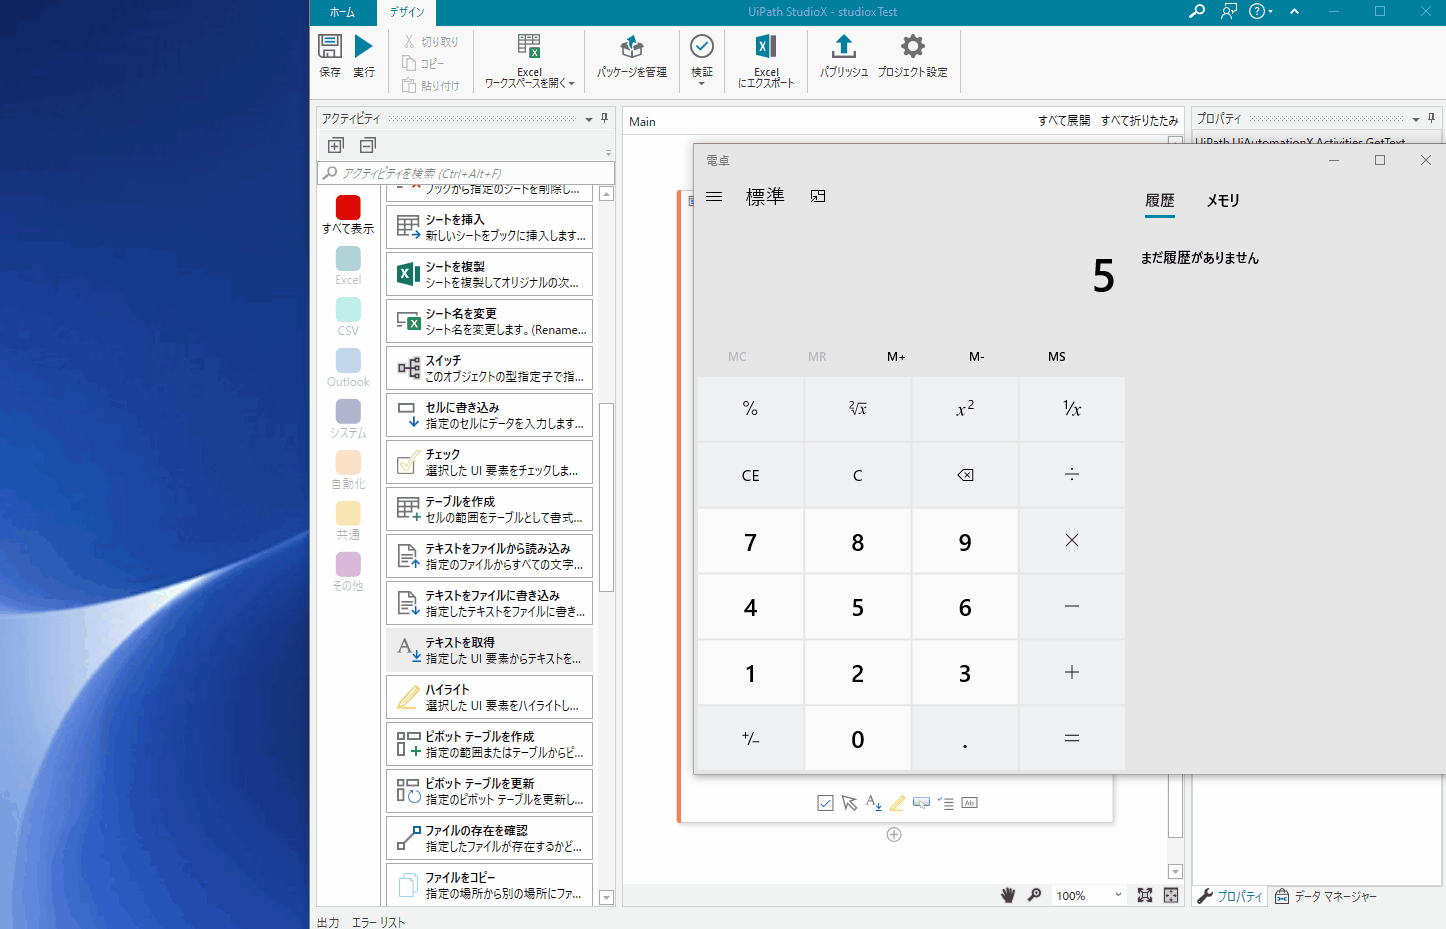 ホーム
デザイン
UiPath StudioX - studioxTest
保存
実行
切り取り
コピー
貼り付け
Excel
ワークスペースを開く
パッケージを管理
検証
Excel
にエクスポート
パブリッシュ
プロジェクト設定
アクティビティ
アクティビティを検索 (Ctrl+Alt+F)
すべて表示
Excel
CSV
Outlook
システム
自動化
共通
その他
ブックから指定のシートを削除し...
シートを挿入
新しいシートをブックに挿入します...
シートを複製
シートを複製してオリジナルの次...
シート名を変更
シート名を変更します。(Rename...
スイッチ
このオブジェクトの型指定子で指...
セルに書き込み
指定のセルにデータを入力します...
チェック
選択した UI 要素をチェックしま...
テーブルを作成
セルの範囲をテーブルとして書式...
テキストをファイルから読み込み
指定のファイルからすべての文字...
テキストをファイルに書き込み
指定したテキストをファイルに書き...
テキストを取得
指定した UI 要素からテキストを...
ハイライト
選択した UI 要素をハイライトし...
ピボット テーブルを作成
指定の範囲またはテーブルからピ...
ピボット テーブルを更新
指定のピボット テーブルを更新し...
ファイルの存在を確認
指定したファイルが存在するかど...
ファイルをコピー
指定の場所から別の場所にファ...
出力
エラー リスト
Main
すべて展開
すべて折りたたみ
プロパティ
UiPath.UiAutomationX.Activities.GetText
電卓
標準
履歴
メモリ
まだ履歴がありません
5
MC
MR
M+
M-
MS
%
²√x
x²
¹/x
CE
C
÷
7
8
9
×
4
5
6
−
1
2
3
+
+/−
0
.
=
Ab
100%
プロパティ
データ マネージャー